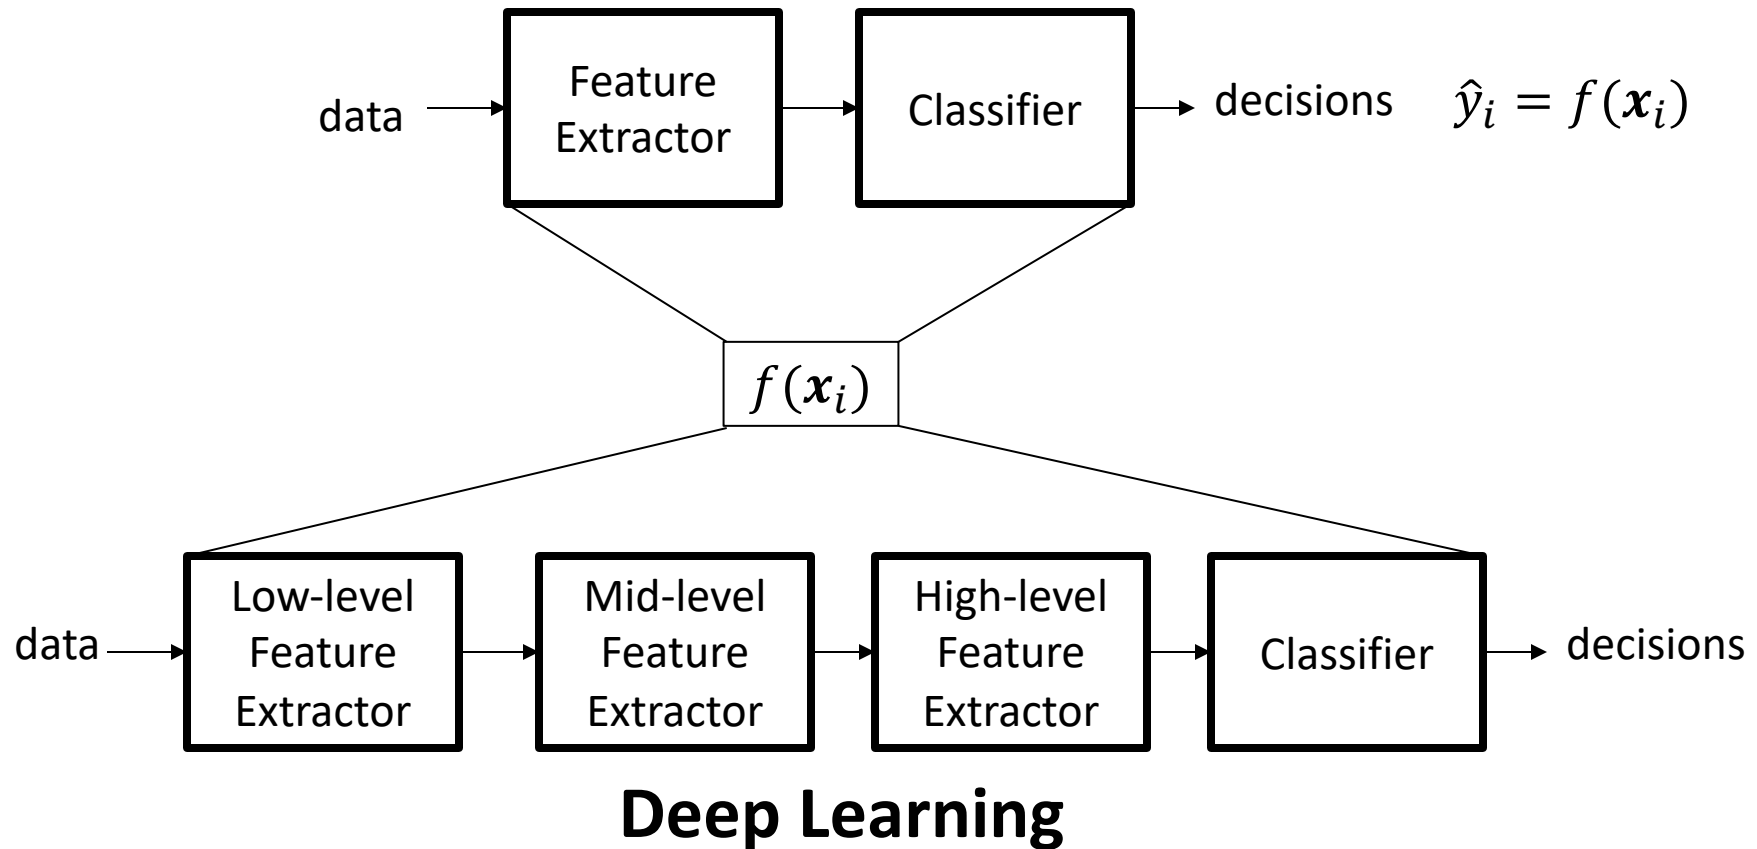 data
Feature
Extractor
Classifier
decisions
ŷᵢ = f(𝒙ᵢ)
f(𝒙ᵢ)
data
Low-level
Feature
Extractor
Mid-level
Feature
Extractor
High-level
Feature
Extractor
Classifier
decisions
Deep Learning